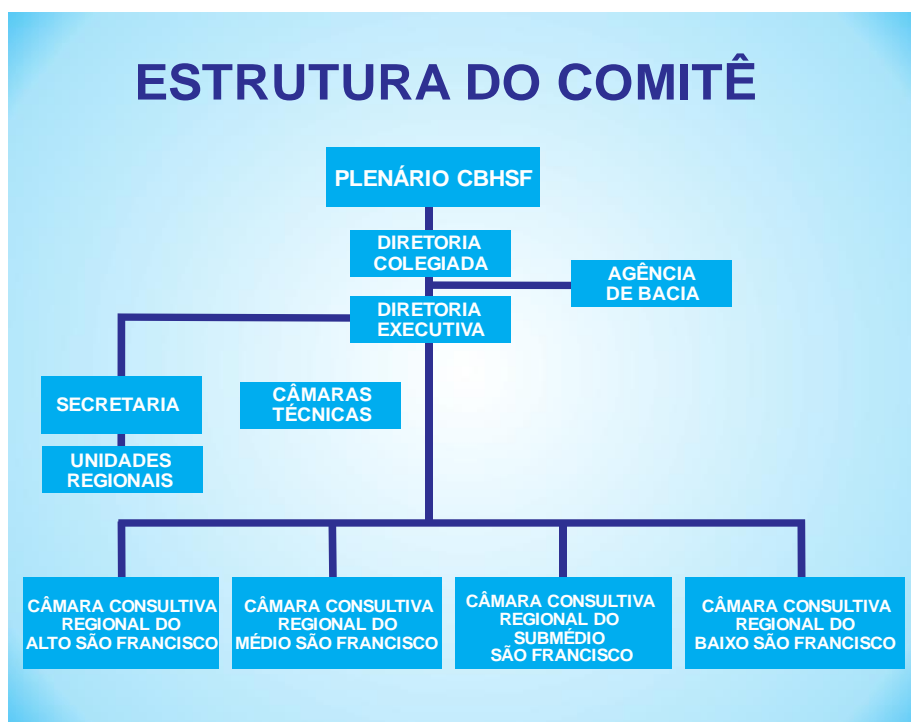 ESTRUTURA DO COMITÊ
PLENÁRIO CBHSF
DIRETORIA
COLEGIADA
AGÊNCIA
DE BACIA
DIRETORIA
EXECUTIVA
SECRETARIA
CÂMARAS
TÉCNICAS
UNIDADES
REGIONAIS
CÂMARA CONSULTIVA
REGIONAL DO
ALTO SÃO FRANCISCO
CÂMARA CONSULTIVA
REGIONAL DO
MÉDIO SÃO FRANCISCO
CÂMARA CONSULTIVA
REGIONAL DO
SUBMÉDIO
SÃO FRANCISCO
CÂMARA CONSULTIVA
REGIONAL DO
BAIXO SÃO FRANCISCO